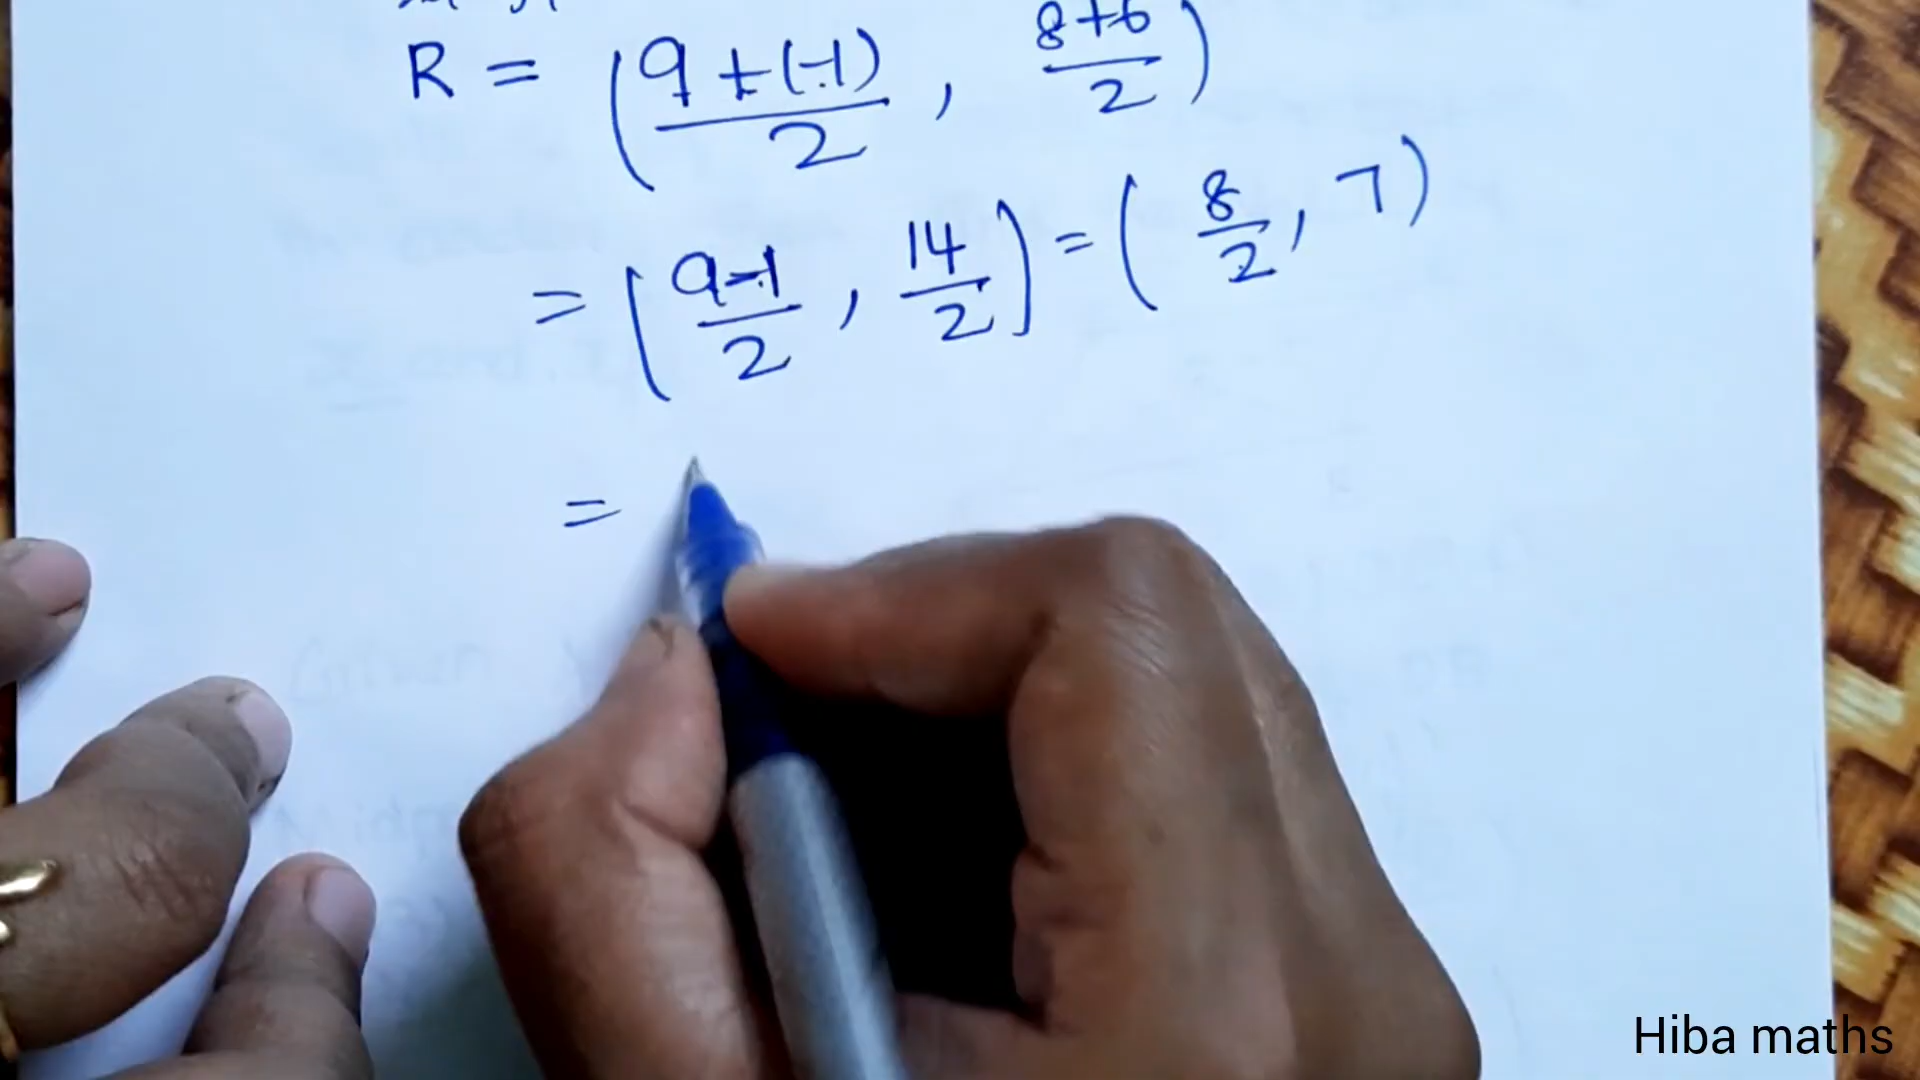 R = (9+(-1)/2, 8+6/2)
= (9-1/2, 14/2) = (8/2, 7)
=
Hiba maths